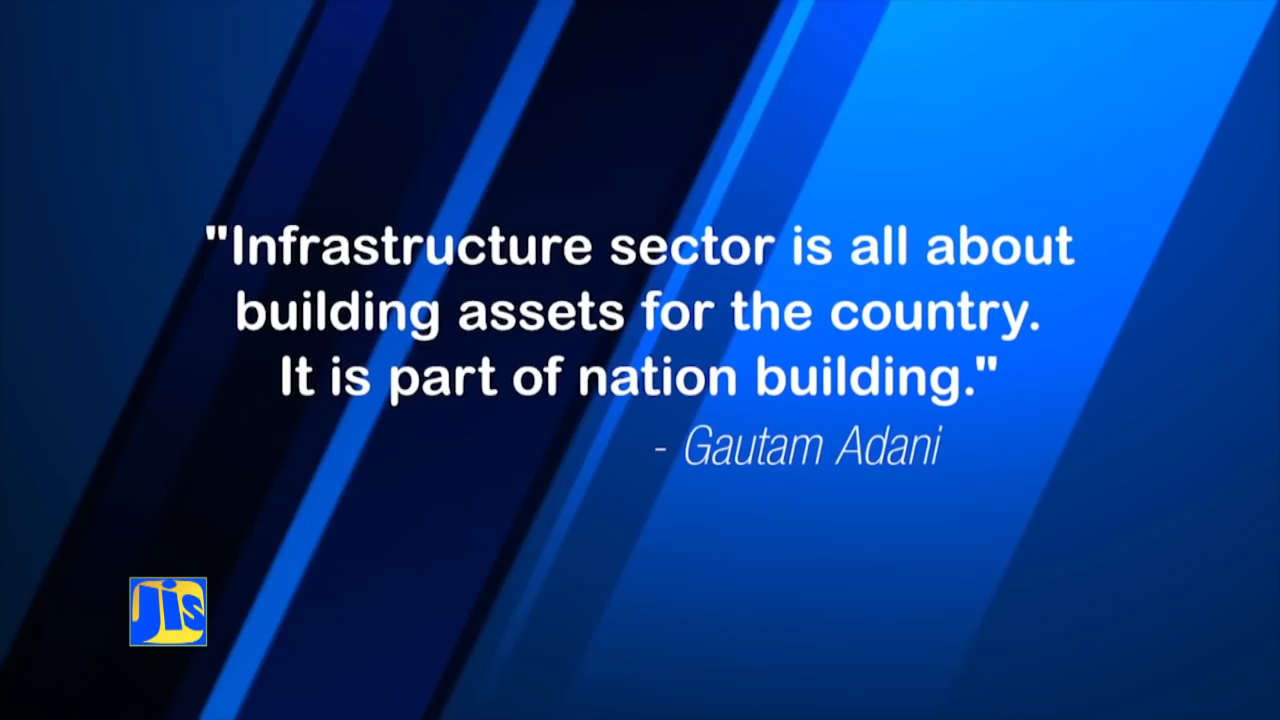 "Infrastructure sector is all about
building assets for the country.
It is part of nation building."
- Gautam Adani
Jis